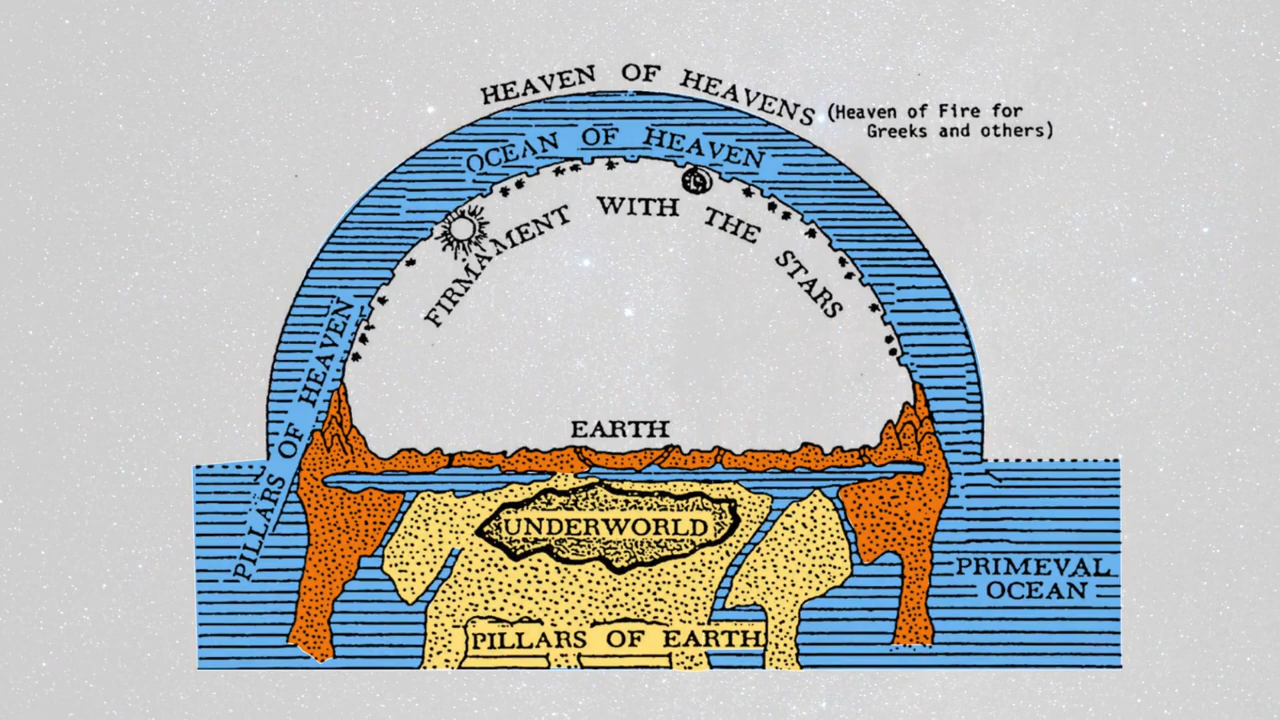 HEAVEN OF HEAVENS
(Heaven of Fire for
Greeks and others)
OCEAN OF HEAVEN
FIRMAMENT WITH THE STARS
PILLARS OF HEAVEN
EARTH
UNDERWORLD
PRIMEVAL
OCEAN
PILLARS OF EARTH